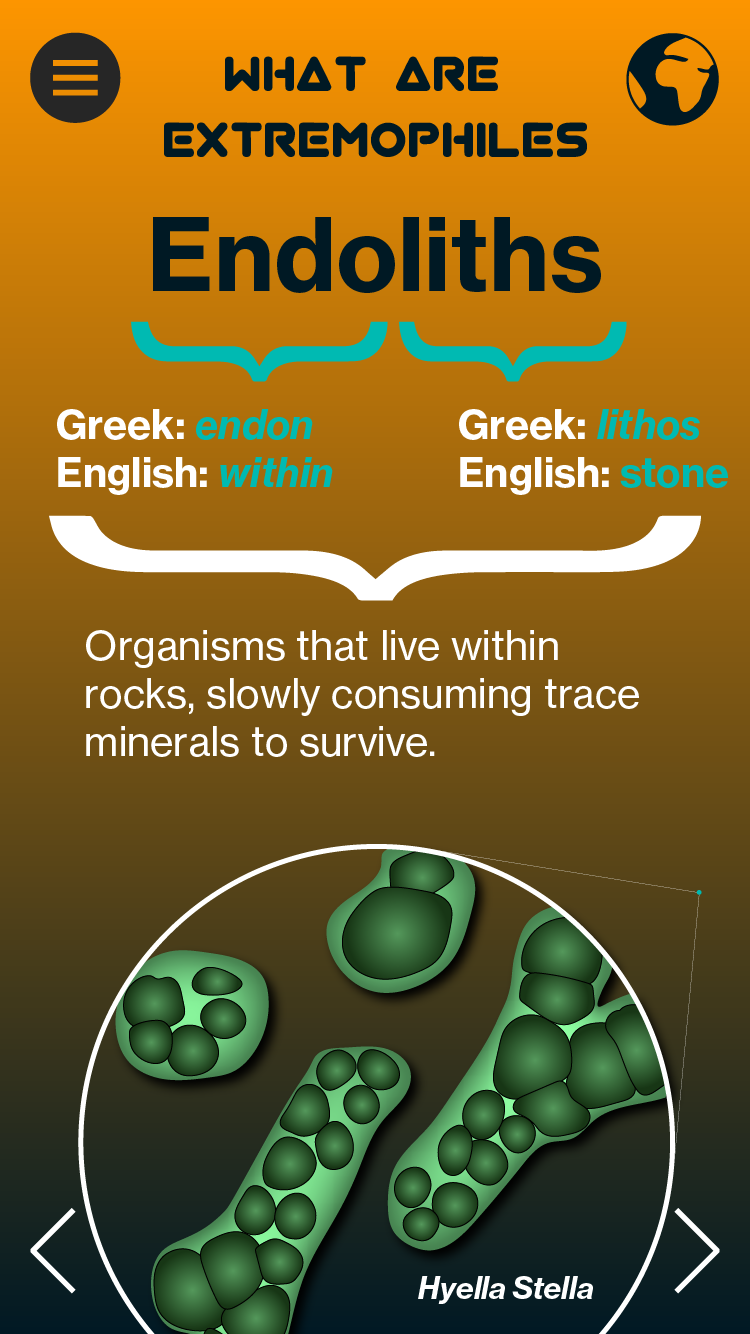 WHAT ARE
EXTREMOPHILES
Endoliths
Greek: endon
English: within
Greek: lithos
English: stone
Organisms that live within
rocks, slowly consuming trace
minerals to survive.
Hyella Stella